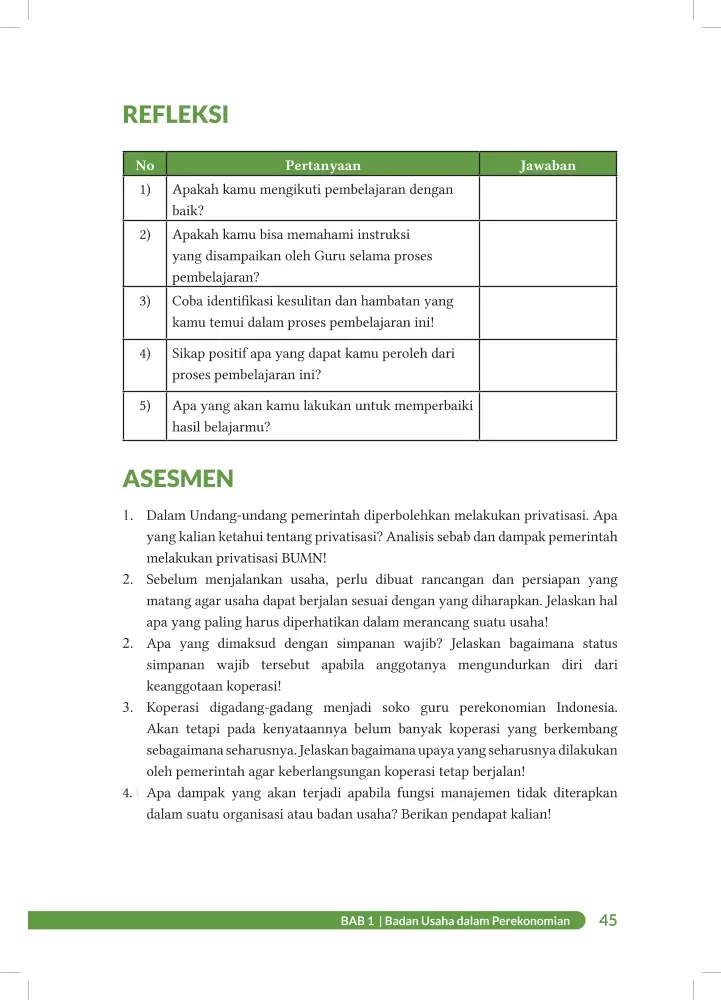 REFLEKSI
No Pertanyaan Jawaban
1) Apakah kamu mengikuti pembelajaran dengan
baik?
2) Apakah kamu bisa memahami instruksi
yang disampaikan oleh Guru selama proses
pembelajaran?
3) Coba identifikasi kesulitan dan hambatan yang
kamu temui dalam proses pembelajaran ini!
4) Sikap positif apa yang dapat kamu peroleh dari
proses pembelajaran ini?
5) Apa yang akan kamu lakukan untuk memperbaiki
hasil belajarmu?
ASESMEN
1. Dalam Undang-undang pemerintah diperbolehkan melakukan privatisasi. Apa
yang kalian ketahui tentang privatisasi? Analisis sebab dan dampak pemerintah
melakukan privatisasi BUMN!
2. Sebelum menjalankan usaha, perlu dibuat rancangan dan persiapan yang
matang agar usaha dapat berjalan sesuai dengan yang diharapkan. Jelaskan hal
apa yang paling harus diperhatikan dalam merancang suatu usaha!
2. Apa yang dimaksud dengan simpanan wajib? Jelaskan bagaimana status
simpanan wajib tersebut apabila anggotanya mengundurkan diri dari
keanggotaan koperasi!
3. Koperasi digadang-gadang menjadi soko guru perekonomian Indonesia.
Akan tetapi pada kenyataannya belum banyak koperasi yang berkembang
sebagaimana seharusnya. Jelaskan bagaimana upaya yang seharusnya dilakukan
oleh pemerintah agar keberlangsungan koperasi tetap berjalan!
4. Apa dampak yang akan terjadi apabila fungsi manajemen tidak diterapkan
dalam suatu organisasi atau badan usaha? Berikan pendapat kalian!
BAB 1 | Badan Usaha dalam Perekonomian 45